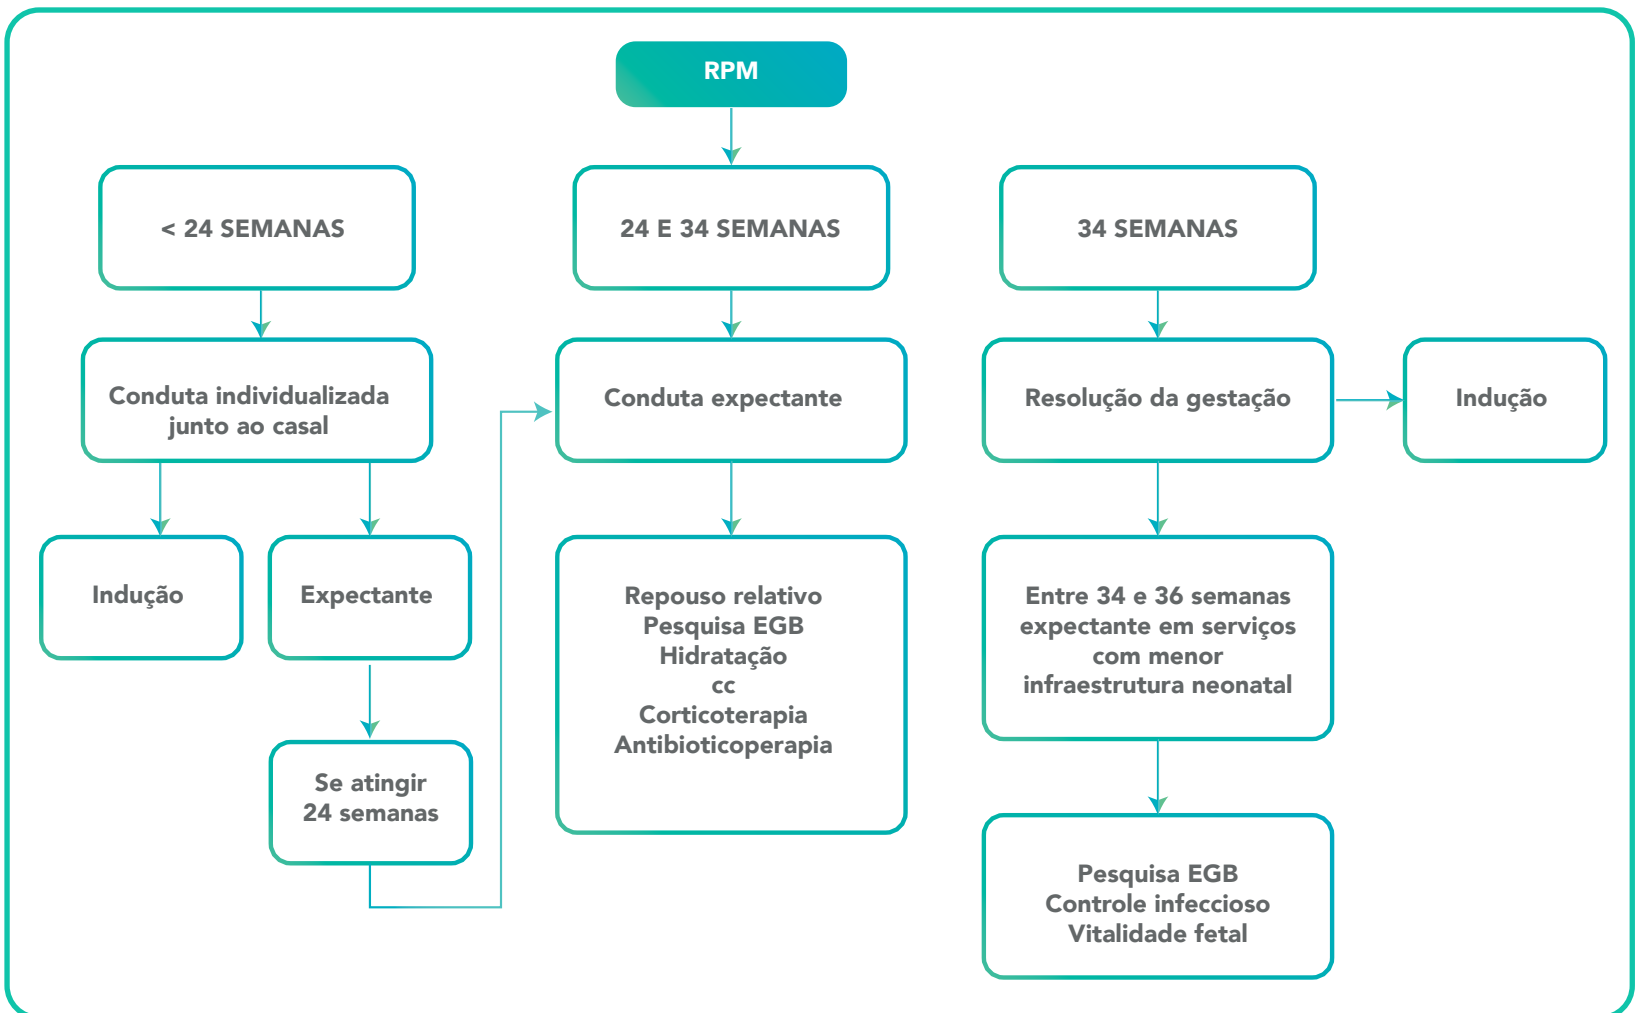 RPM
< 24 SEMANAS
24 E 34 SEMANAS
34 SEMANAS
Conduta individualizada
junto ao casal
Conduta expectante
Resolução da gestação
Indução
Indução
Expectante
Repouso relativo
Pesquisa EGB
Hidratação
cc
Corticoterapia
Antibioticoperapia
Entre 34 e 36 semanas
expectante em serviços
com menor
infraestrutura neonatal
Se atingir
24 semanas
Pesquisa EGB
Controle infeccioso
Vitalidade fetal